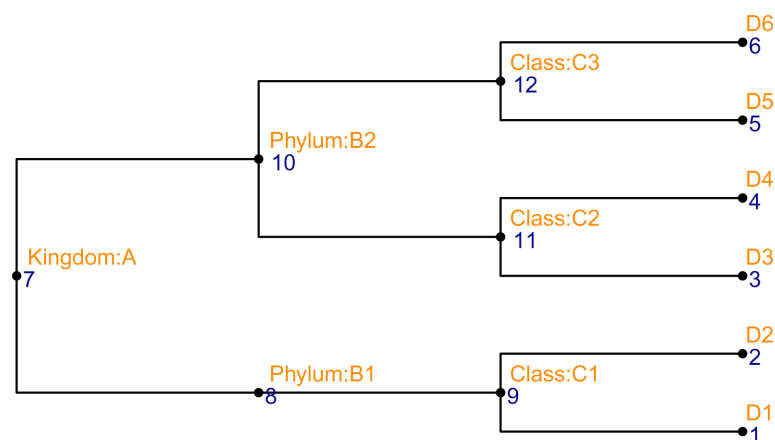 D6
6
Class:C3
12
D5
5
Phylum:B2
10
D4
4
Class:C2
11
D3
3
Kingdom:A
7
D2
2
Phylum:B1
8
Class:C1
9
D1
1